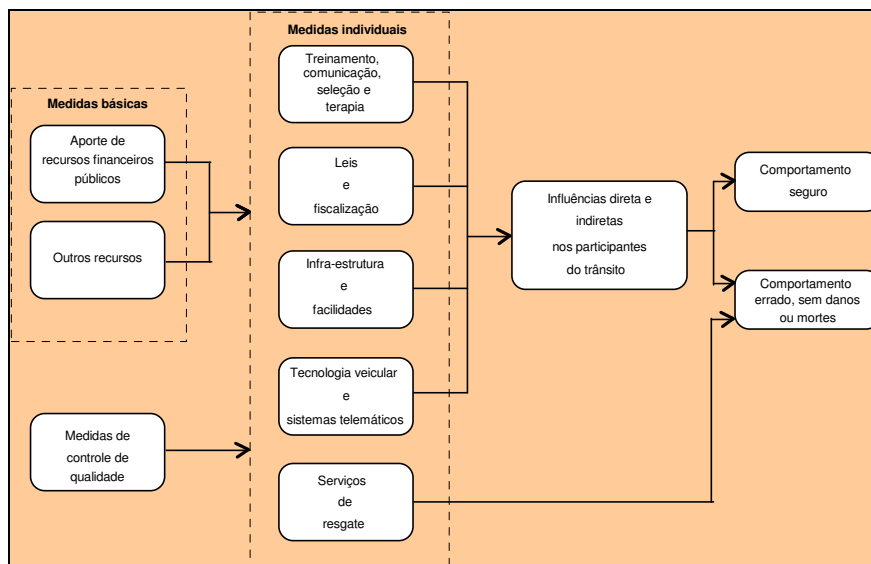 Medidas individuais
Treinamento,
comunicação,
seleção e
terapia
Medidas básicas
Aporte de
recursos financeiros
públicos
Outros recursos
Leis
e
fiscalização
Infra-estrutura
e
facilidades
Tecnologia veicular
e
sistemas telemáticos
Medidas de
controle de
qualidade
Serviços
de
resgate
Influências direta e
indiretas
nos participantes
do trânsito
Comportamento
seguro
Comportamento
errado, sem danos
ou mortes